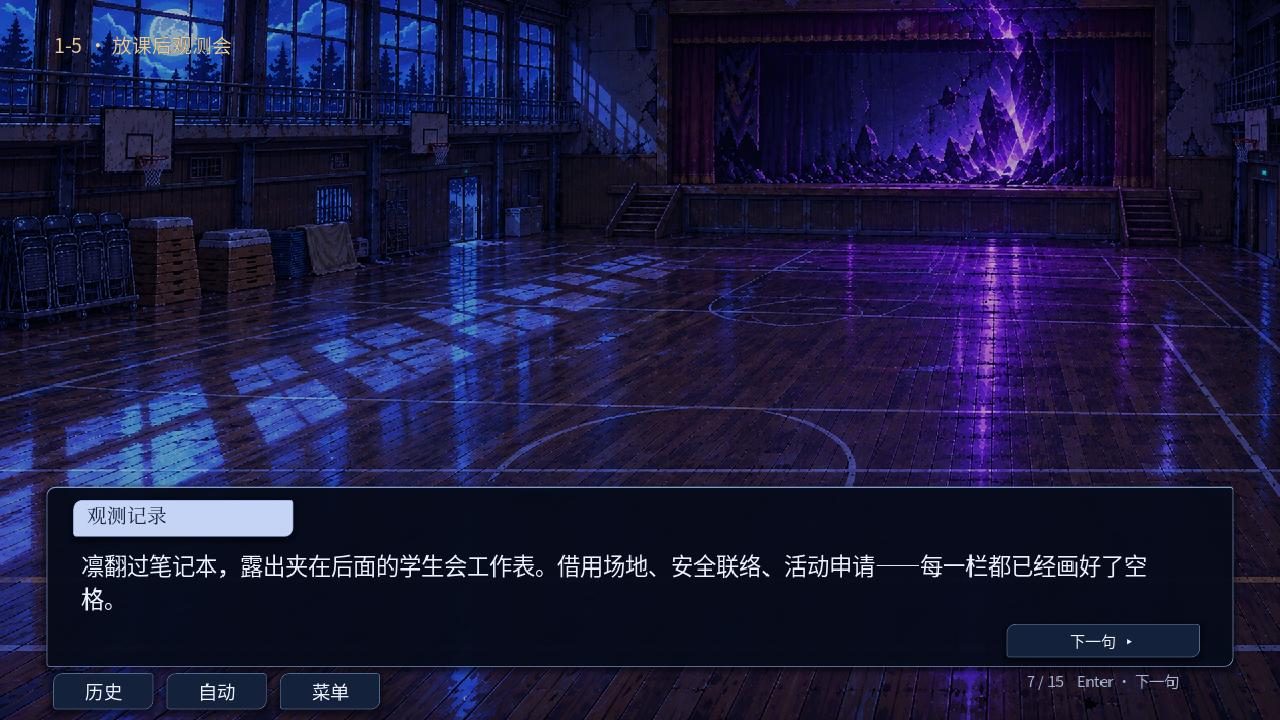 1-5 · 放课后观测会
观测记录
凛翻过笔记本，露出夹在后面的学生会工作表。借用场地、安全联络、活动申请——每一栏都已经画好了空
格。
下一句 ▸
历史
自动
菜单
7 / 15 Enter · 下一句